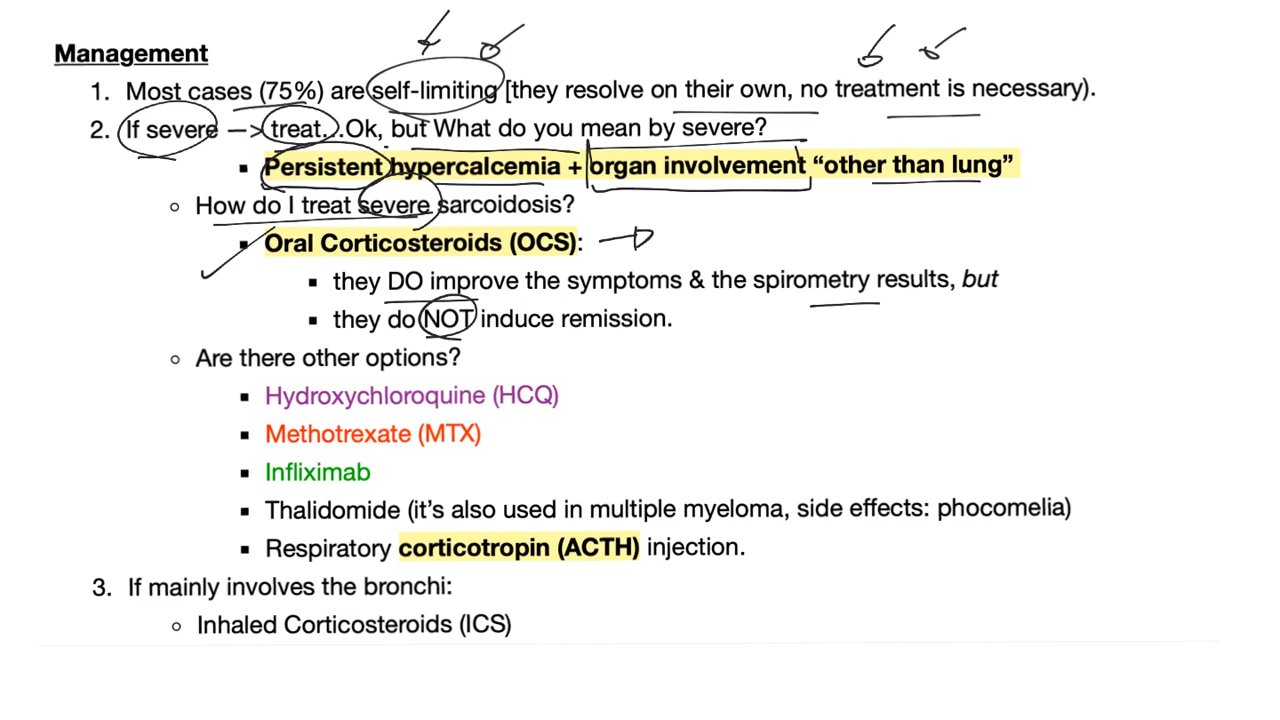 Management
1. Most cases (75%) are self-limiting [they resolve on their own, no treatment is necessary).
2. If severe —> treat...Ok, but What do you mean by severe?
▪ Persistent hypercalcemia + organ involvement “other than lung”
○ How do I treat severe sarcoidosis?
▪ Oral Corticosteroids (OCS):
▪ they DO improve the symptoms & the spirometry results, but
▪ they do NOT induce remission.
○ Are there other options?
▪ Hydroxychloroquine (HCQ)
▪ Methotrexate (MTX)
▪ Infliximab
▪ Thalidomide (it’s also used in multiple myeloma, side effects: phocomelia)
▪ Respiratory corticotropin (ACTH) injection.
3. If mainly involves the bronchi:
○ Inhaled Corticosteroids (ICS)